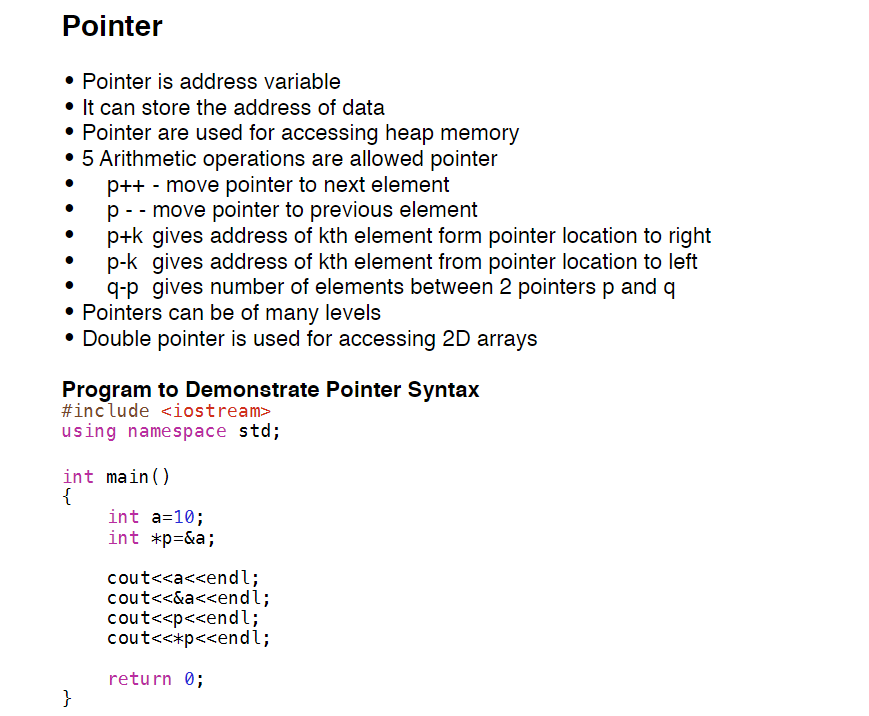 Pointer
• Pointer is address variable
• It can store the address of data
• Pointer are used for accessing heap memory
• 5 Arithmetic operations are allowed pointer
• p++ - move pointer to next element
• p - - move pointer to previous element
• p+k gives address of kth element form pointer location to right
• p-k gives address of kth element from pointer location to left
• q-p gives number of elements between 2 pointers p and q
• Pointers can be of many levels
• Double pointer is used for accessing 2D arrays
Program to Demonstrate Pointer Syntax
#include <iostream>
using namespace std;
int main()
{
int a=10;
int *p=&a;
cout<<a<<endl;
cout<<&a<<endl;
cout<<p<<endl;
cout<<*p<<endl;
return 0;
}